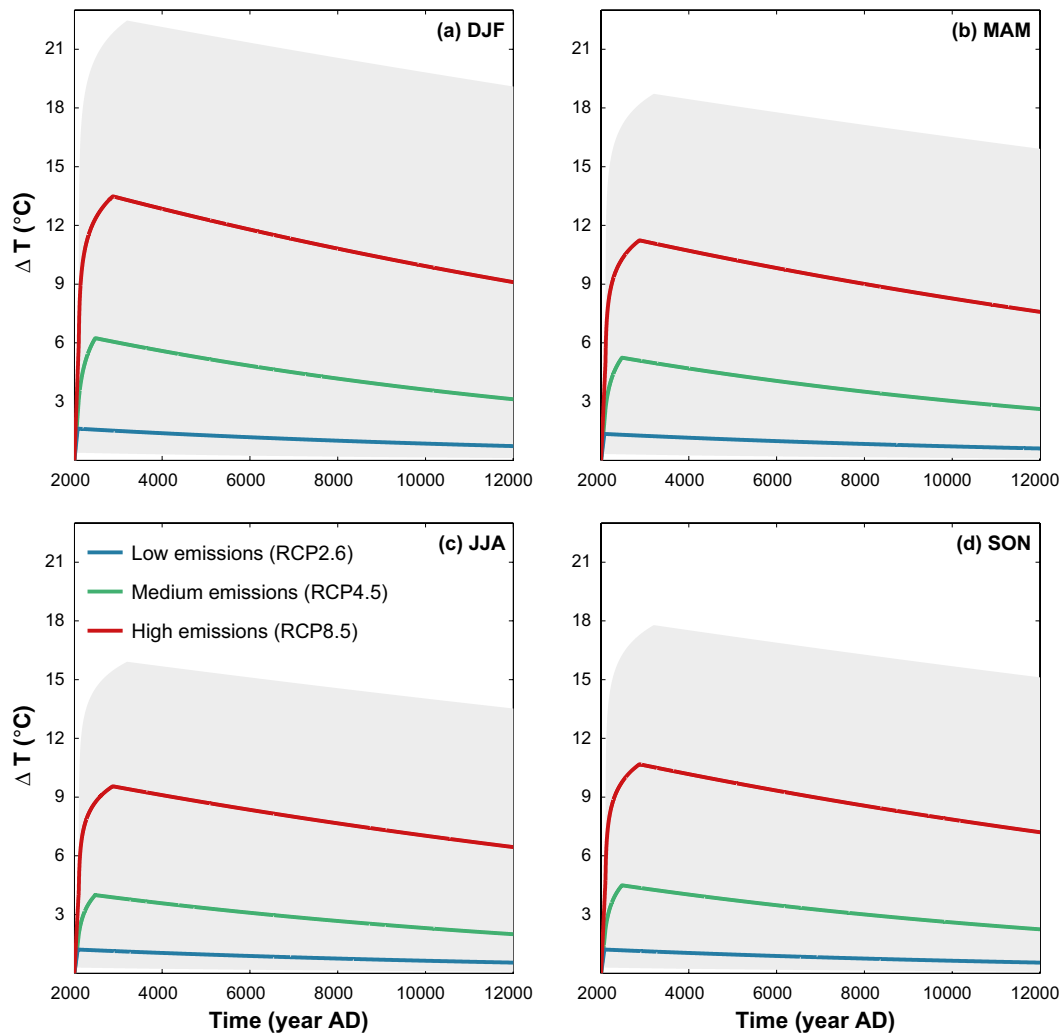 (a) DJF
Δ T (°C)
21
18
15
12
9
6
3
2000 4000 6000 8000 10000 12000
(b) MAM
21
18
15
12
9
6
3
2000 4000 6000 8000 10000 12000
(c) JJA
Low emissions (RCP2.6)
Medium emissions (RCP4.5)
High emissions (RCP8.5)
Δ T (°C)
21
18
15
12
9
6
3
2000 4000 6000 8000 10000 12000
Time (year AD)
(d) SON
21
18
15
12
9
6
3
2000 4000 6000 8000 10000 12000
Time (year AD)